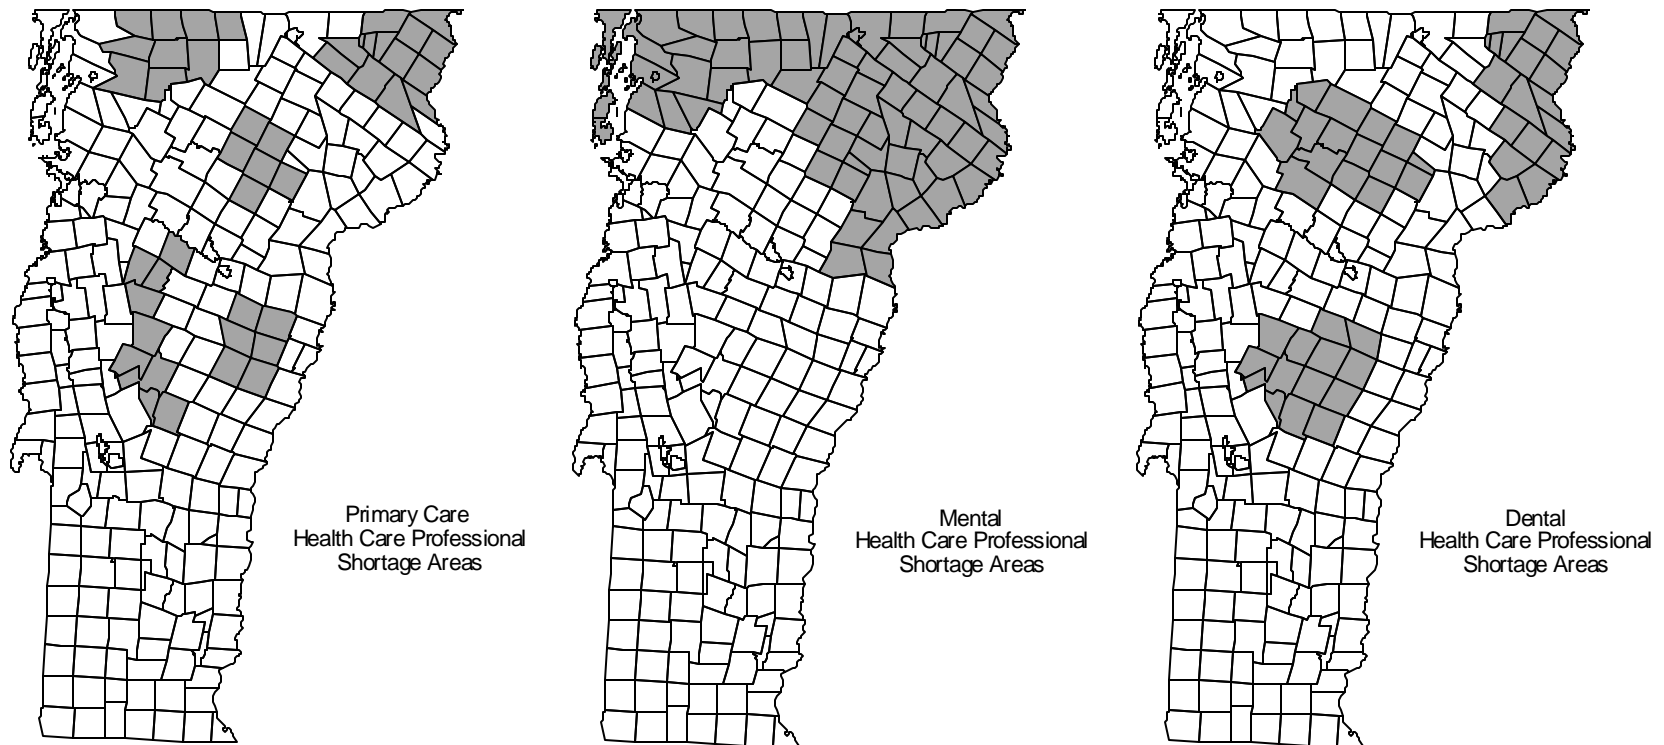 Primary Care
Health Care Professional
Shortage Areas
Mental
Health Care Professional
Shortage Areas
Dental
Health Care Professional
Shortage Areas